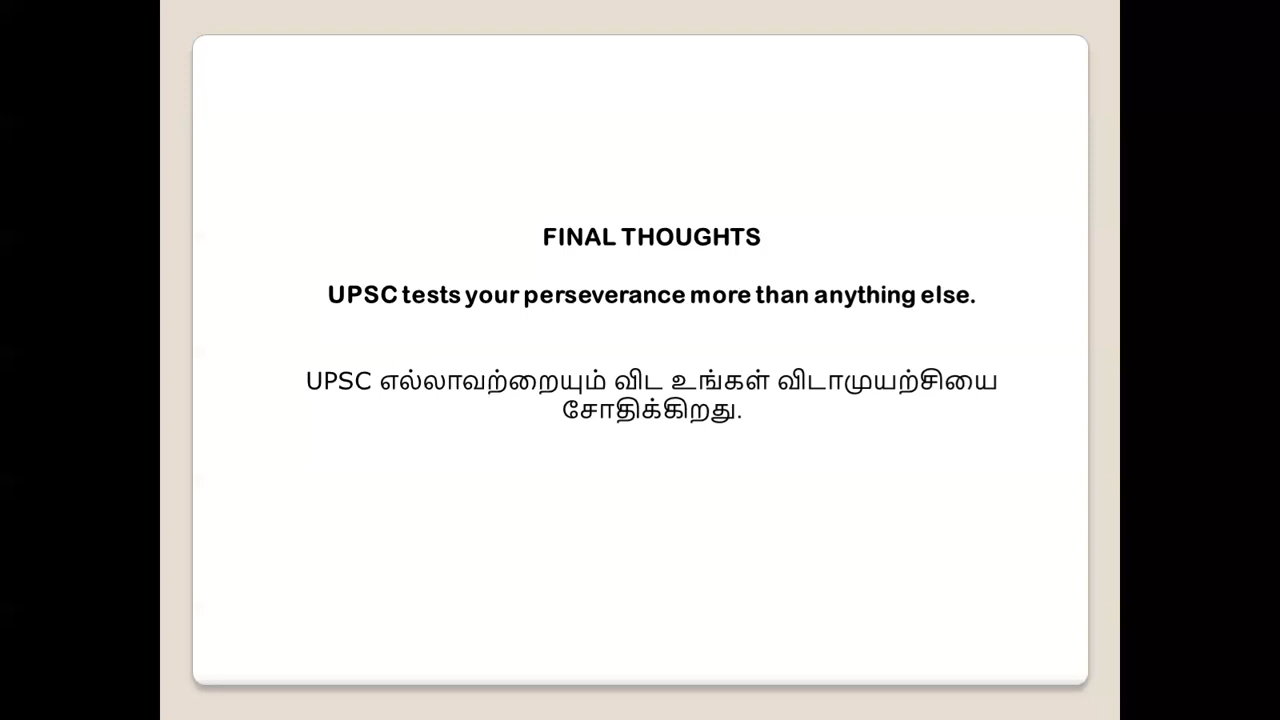 FINAL THOUGHTS
UPSC tests your perseverance more than anything else.
UPSC எல்லாவற்றையும் விட உங்கள் விடாமுயற்சியை
சோதிக்கிறது.